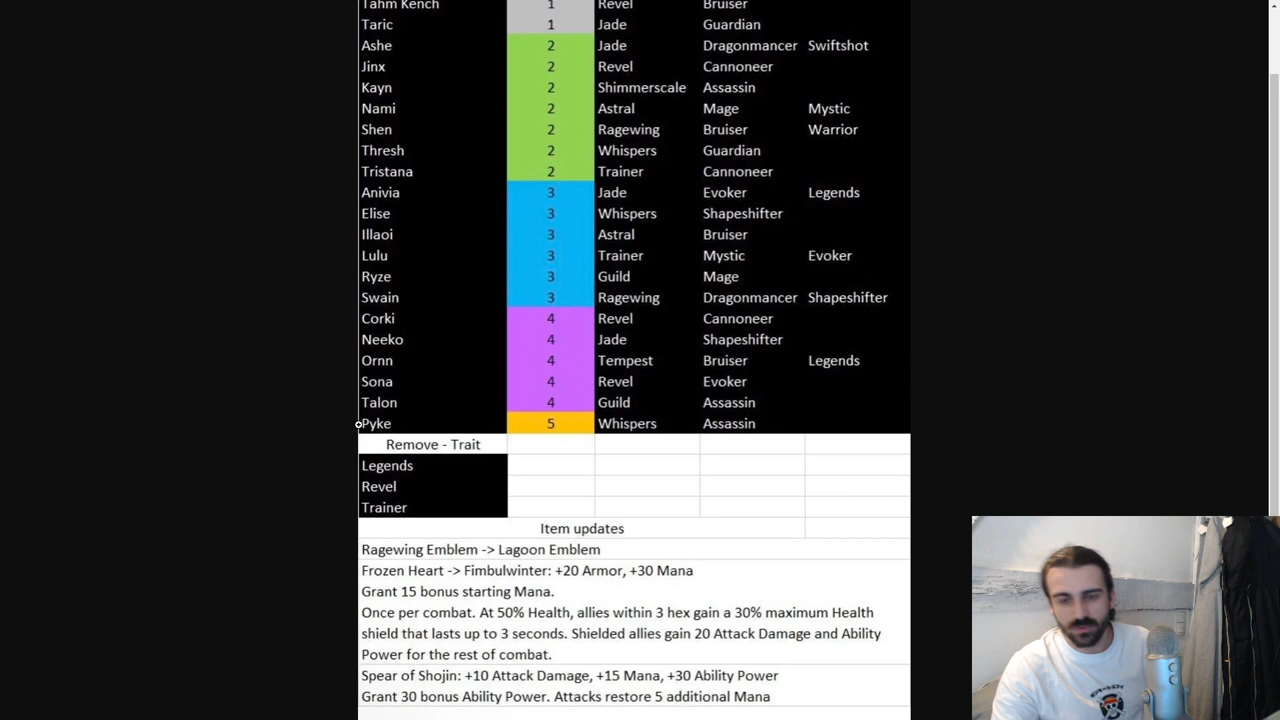 Tahm Kench 1 Revel Bruiser
Taric 1 Jade Guardian
Ashe 2 Jade Dragonmancer Swiftshot
Jinx 2 Revel Cannoneer
Kayn 2 Shimmerscale Assassin
Nami 2 Astral Mage Mystic
Shen 2 Ragewing Bruiser Warrior
Thresh 2 Whispers Guardian
Tristana 2 Trainer Cannoneer
Anivia 3 Jade Evoker Legends
Elise 3 Whispers Shapeshifter
Illaoi 3 Astral Bruiser
Lulu 3 Trainer Mystic Evoker
Ryze 3 Guild Mage
Swain 3 Ragewing Dragonmancer Shapeshifter
Corki 4 Revel Cannoneer
Neeko 4 Jade Shapeshifter
Ornn 4 Tempest Bruiser Legends
Sona 4 Revel Evoker
Talon 4 Guild Assassin
Pyke 5 Whispers Assassin
Remove - Trait
Legends
Revel
Trainer
Item updates
Ragewing Emblem -> Lagoon Emblem
Frozen Heart -> Fimbulwinter: +20 Armor, +30 Mana
Grant 15 bonus starting Mana.
Once per combat. At 50% Health, allies within 3 hex gain a 30% maximum Health
shield that lasts up to 3 seconds. Shielded allies gain 20 Attack Damage and Ability
Power for the rest of combat.
Spear of Shojin: +10 Attack Damage, +15 Mana, +30 Ability Power
Grant 30 bonus Ability Power. Attacks restore 5 additional Mana